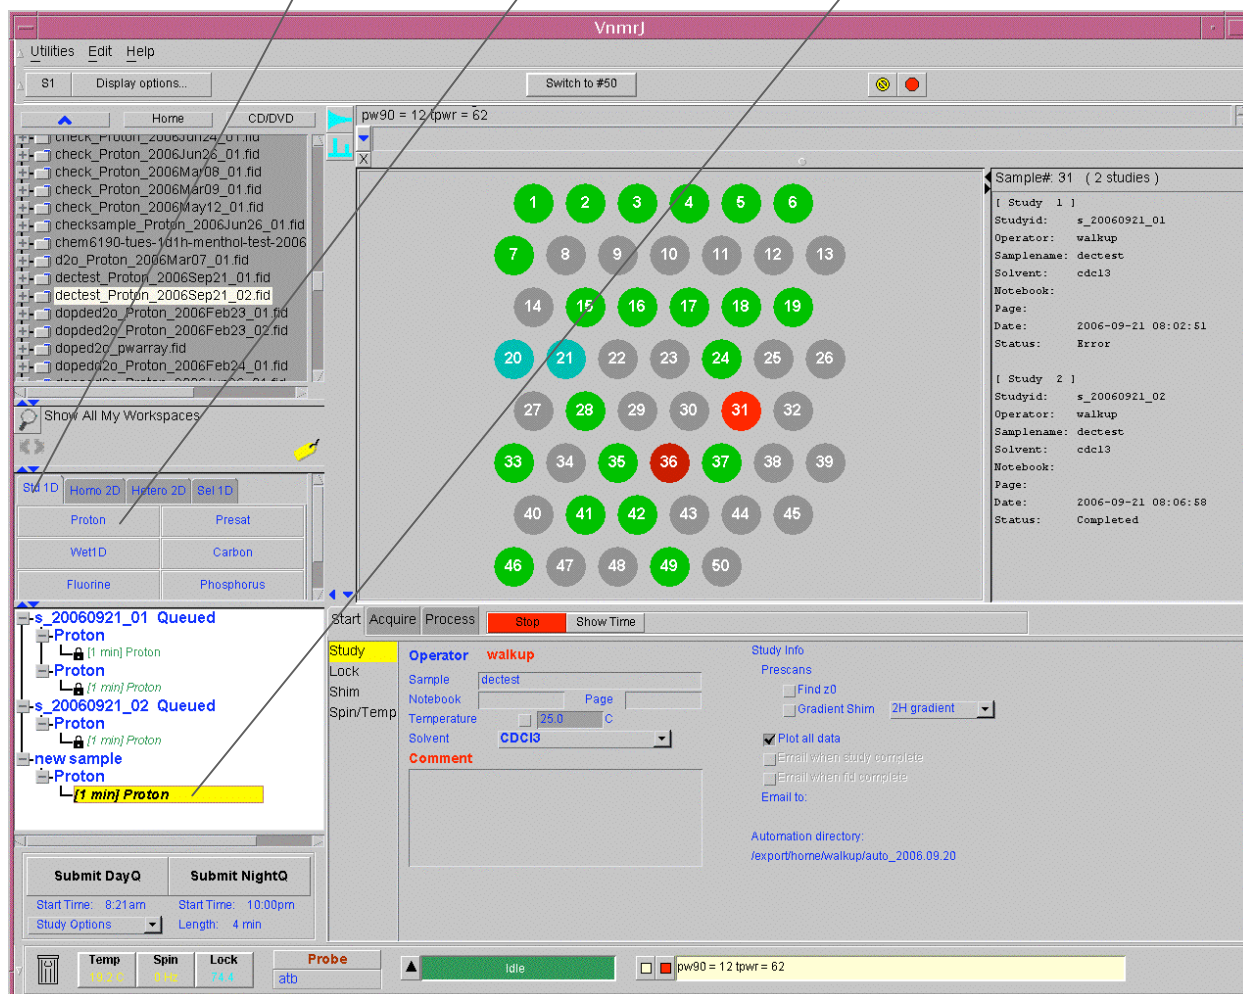 VnmrJ
Utilities Edit Help
S1 Display options... Switch to #50
Home CD/DVD
check_Proton_2006Jun24_01.fid
check_Proton_2006Jun26_01.fid
check_Proton_2006Mar08_01.fid
check_Proton_2006Mar09_01.fid
check_Proton_2006May12_01.fid
checksample_Proton_2006Jun26_01.fid
chem6190-tues-1d1h-menthol-test-2006
d2o_Proton_2006Mar07_01.fid
dectest_Proton_2006Sep21_01.fid
dectest_Proton_2006Sep21_02.fid
dopded2o_Proton_2006Feb23_01.fid
dopded2o_Proton_2006Feb23_02.fid
doped2o_pwarray.fid
dopedd2o_Proton_2006Feb24_01.fid
Show All My Workspaces
Std 1D Homo 2D Hetero 2D Sel 1D
Proton Presat
Wet1D Carbon
Fluorine Phosphorus
s_20060921_01 Queued
Proton
[1 min] Proton
Proton
[1 min] Proton
s_20060921_02 Queued
Proton
[1 min] Proton
new sample
Proton
[1 min] Proton
Submit DayQ Submit NightQ
Start Time: 8:21am Start Time: 10:00pm
Study Options Length: 4 min
pw90 = 12 tpwr = 62
X
1 2 3 4 5 6
7 8 9 10 11 12 13
14 15 16 17 18 19
20 21 22 23 24 25 26
27 28 29 30 31 32
33 34 35 36 37 38 39
40 41 42 43 44 45
46 47 48 49 50
Sample#: 31 ( 2 studies )
[ Study 1 ]
Studyid: s_20060921_01
Operator: walkup
Samplename: dectest
Solvent: cdcl3
Notebook:
Page:
Date: 2006-09-21 08:02:51
Status: Error
[ Study 2 ]
Studyid: s_20060921_02
Operator: walkup
Samplename: dectest
Solvent: cdcl3
Notebook:
Page:
Date: 2006-09-21 08:06:58
Status: Completed
Start Acquire Process Stop Show Time
Study
Lock
Shim
Spin/Temp
Operator walkup
Sample dectest
Notebook Page
Temperature 25.0 C
Solvent CDCl3
Comment
Study Info
Prescans
Find z0
Gradient Shim 2H gradient
Plot all data
Email when study complete
Email when fid complete
Email to:
Automation directory:
/export/home/walkup/auto_2006.09.20
Temp Spin Lock Probe
19.2 C 0 Hz 74.4 atb
Idle
pw90 = 12 tpwr = 62